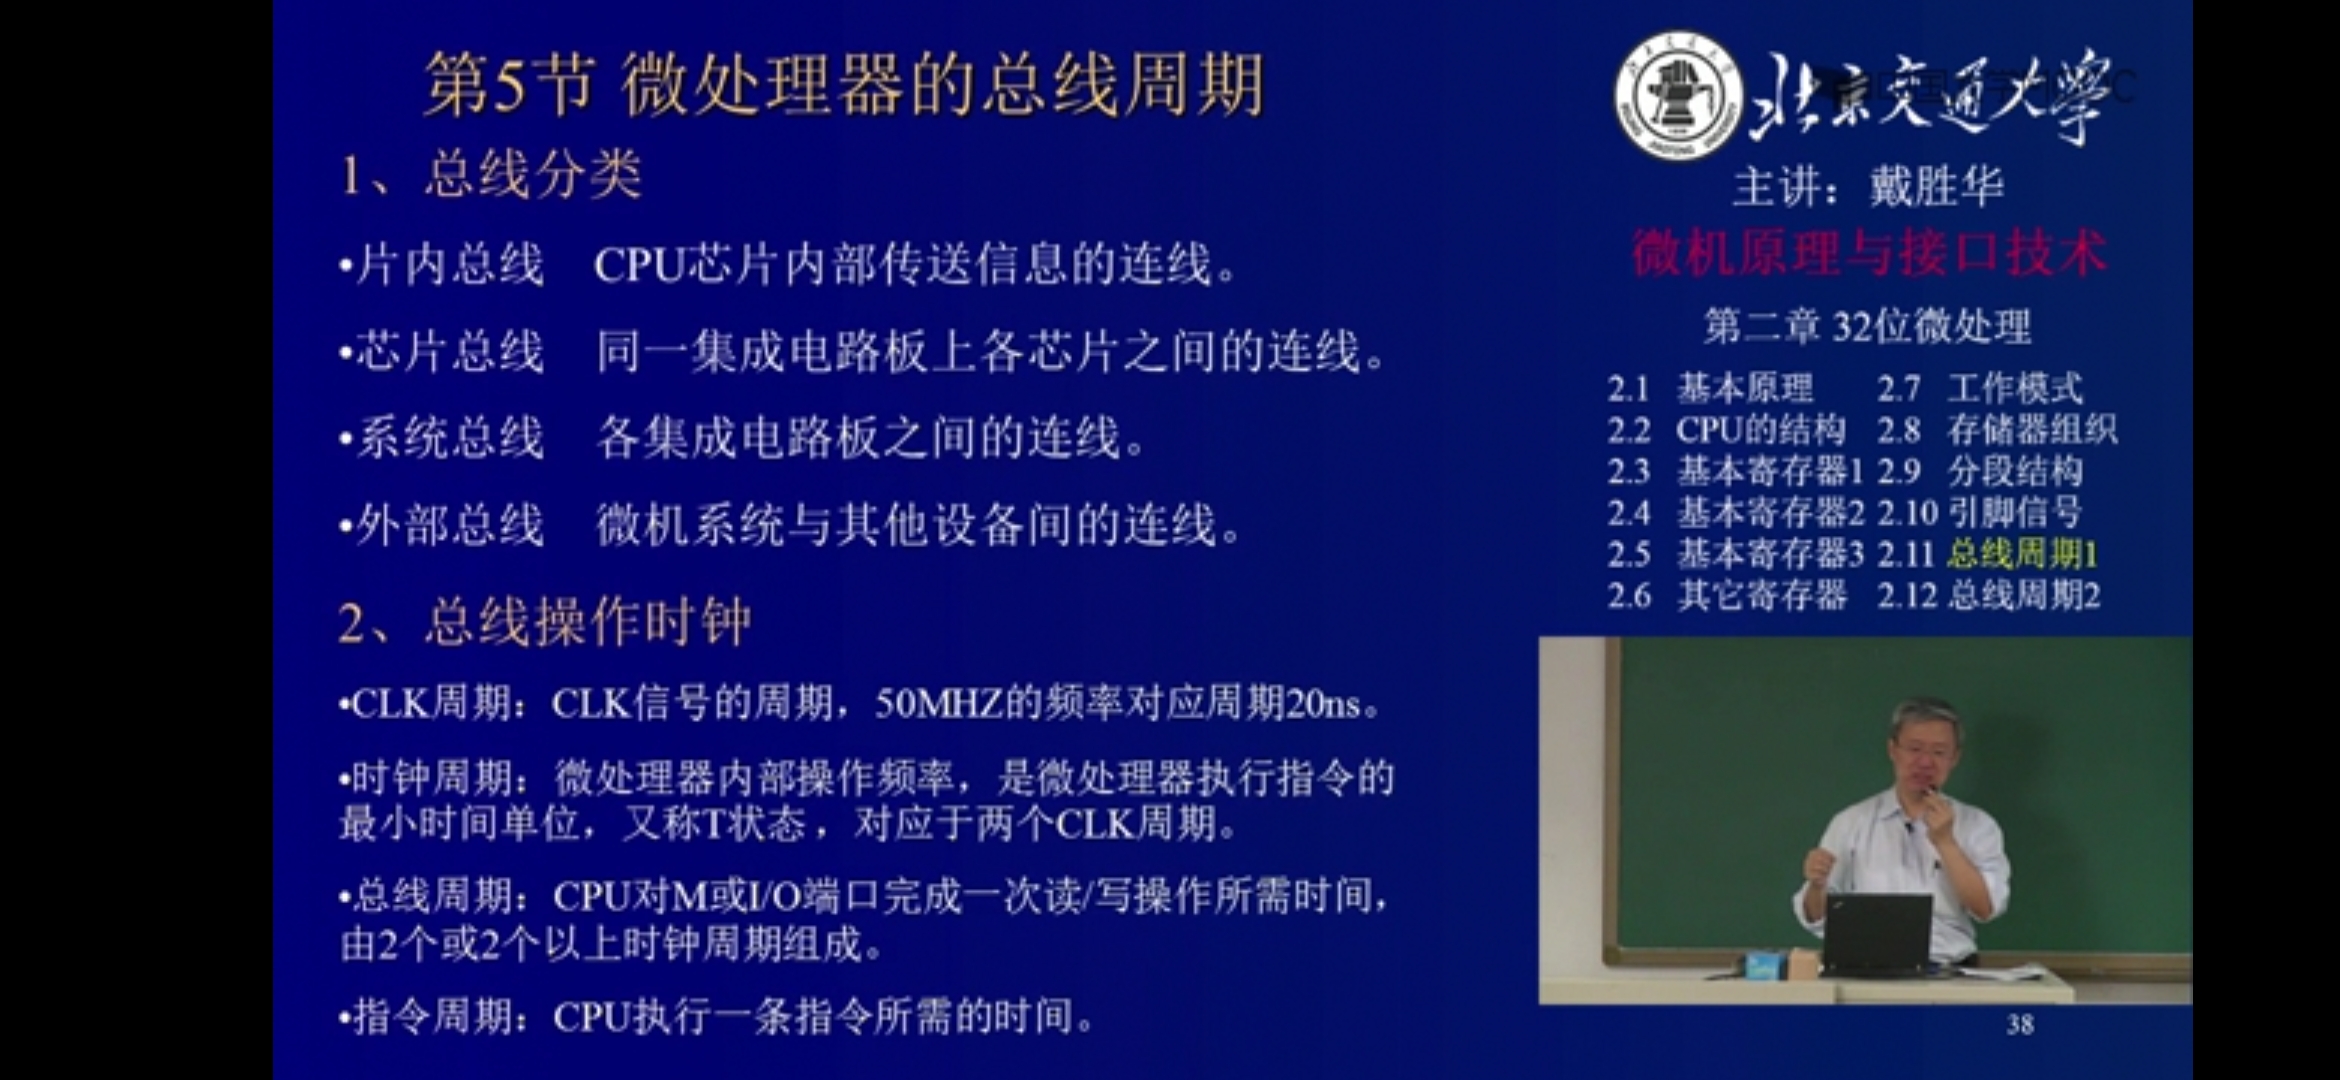 第5节 微处理器的总线周期
1、总线分类
•片内总线 CPU芯片内部传送信息的连线。
•芯片总线 同一集成电路板上各芯片之间的连线。
•系统总线 各集成电路板之间的连线。
•外部总线 微机系统与其他设备间的连线。
2、总线操作时钟
•CLK周期：CLK信号的周期，50MHZ的频率对应周期20ns。
•时钟周期：微处理器内部操作频率，是微处理器执行指令的
最小时间单位，又称T状态，对应于两个CLK周期。
•总线周期：CPU对M或I/O端口完成一次读/写操作所需时间，
由2个或2个以上时钟周期组成。
•指令周期：CPU执行一条指令所需的时间。
北京交通大学
主讲：戴胜华
微机原理与接口技术
第二章 32位微处理
2.1 基本原理 2.7 工作模式
2.2 CPU的结构 2.8 存储器组织
2.3 基本寄存器1 2.9 分段结构
2.4 基本寄存器2 2.10 引脚信号
2.5 基本寄存器3 2.11 总线周期1
2.6 其它寄存器 2.12 总线周期2
38